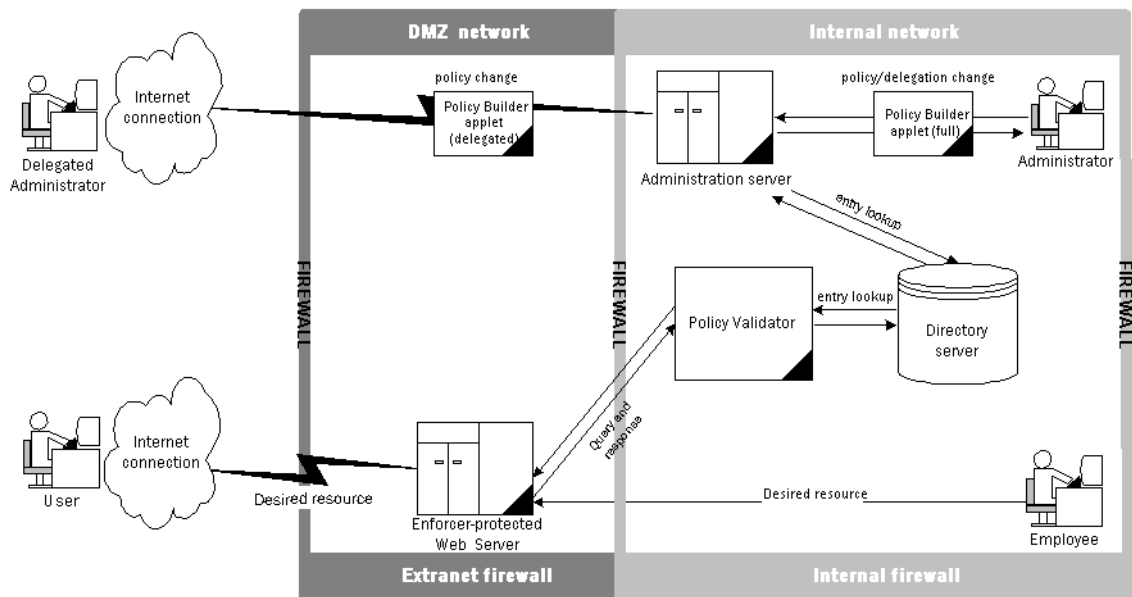 DMZ network
Internal network
policy change
policy/delegation change
Internet
connection
Policy Builder
applet
(delegated)
Policy Builder
applet (full)
Delegated
Administrator
Administration server
Administrator
entry lookup
FIREWALL
FIREWALL
FIREWALL
entry lookup
Policy Validator
Directory
server
Query and
response
Internet
connection
User
Desired resource
Desired resource
Enforcer-protected
Web Server
Employee
Extranet firewall
Internal firewall